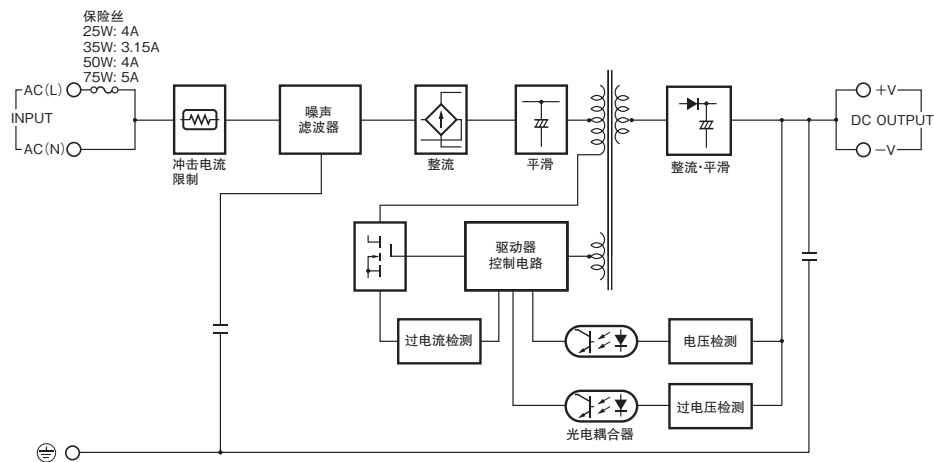 保险丝
25W: 4A
35W: 3.15A
50W: 4A
75W: 5A
AC(L)
INPUT
AC(N)
冲击电流
限制
噪声
滤波器
整流
平滑
整流·平滑
+V
DC OUTPUT
−V
驱动器
控制电路
过电流检测
电压检测
过电压检测
光电耦合器